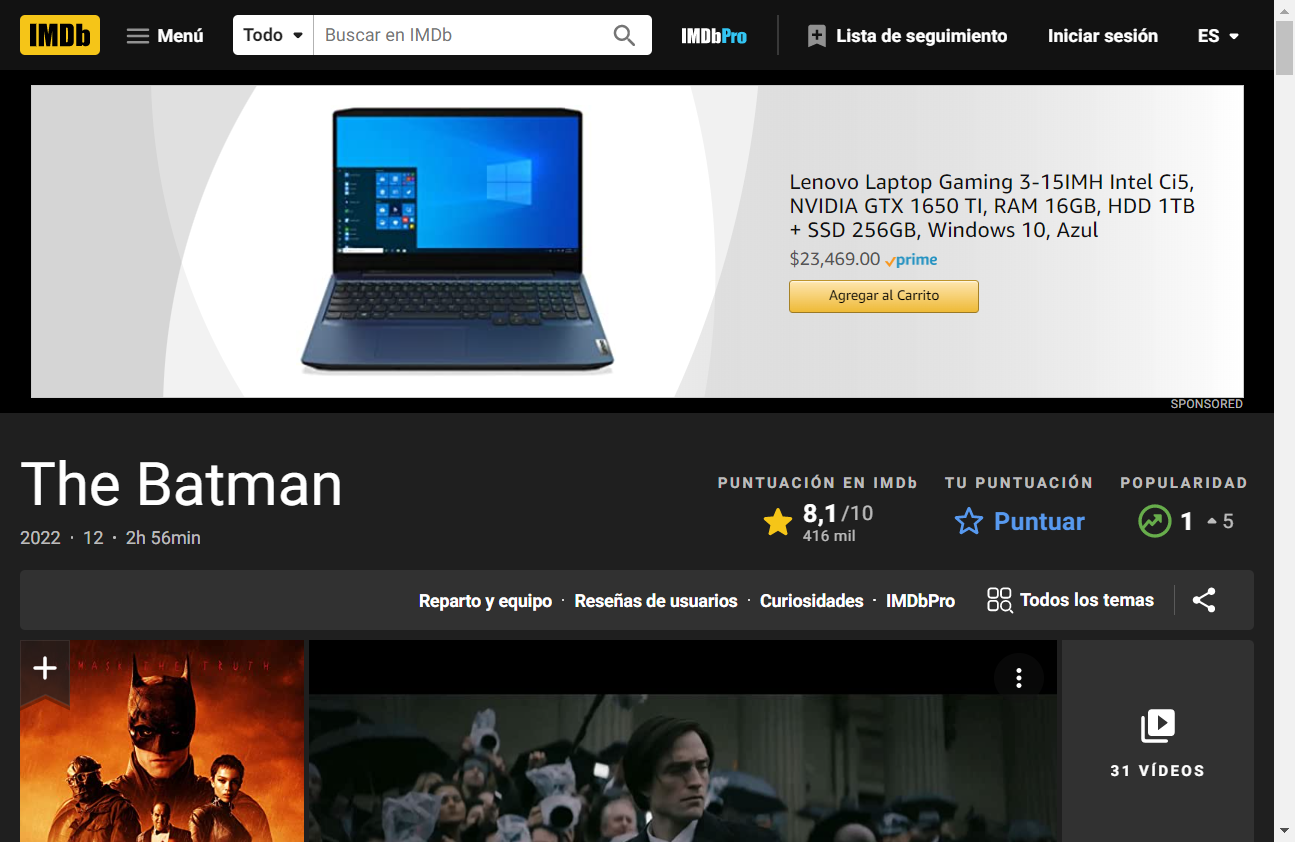 IMDb
Menú
Todo
Buscar en IMDb
IMDbPro
Lista de seguimiento
Iniciar sesión
ES
Lenovo Laptop Gaming 3-15IMH Intel Ci5,
NVIDIA GTX 1650 TI, RAM 16GB, HDD 1TB
+ SSD 256GB, Windows 10, Azul
$23,469.00 prime
Agregar al Carrito
SPONSORED
The Batman
2022 · 12 · 2h 56min
PUNTUACIÓN EN IMDb
8,1/10
416 mil
TU PUNTUACIÓN
Puntuar
POPULARIDAD
1
5
Reparto y equipo · Reseñas de usuarios · Curiosidades · IMDbPro
Todos los temas
MASK THE TRUTH
31 VÍDEOS